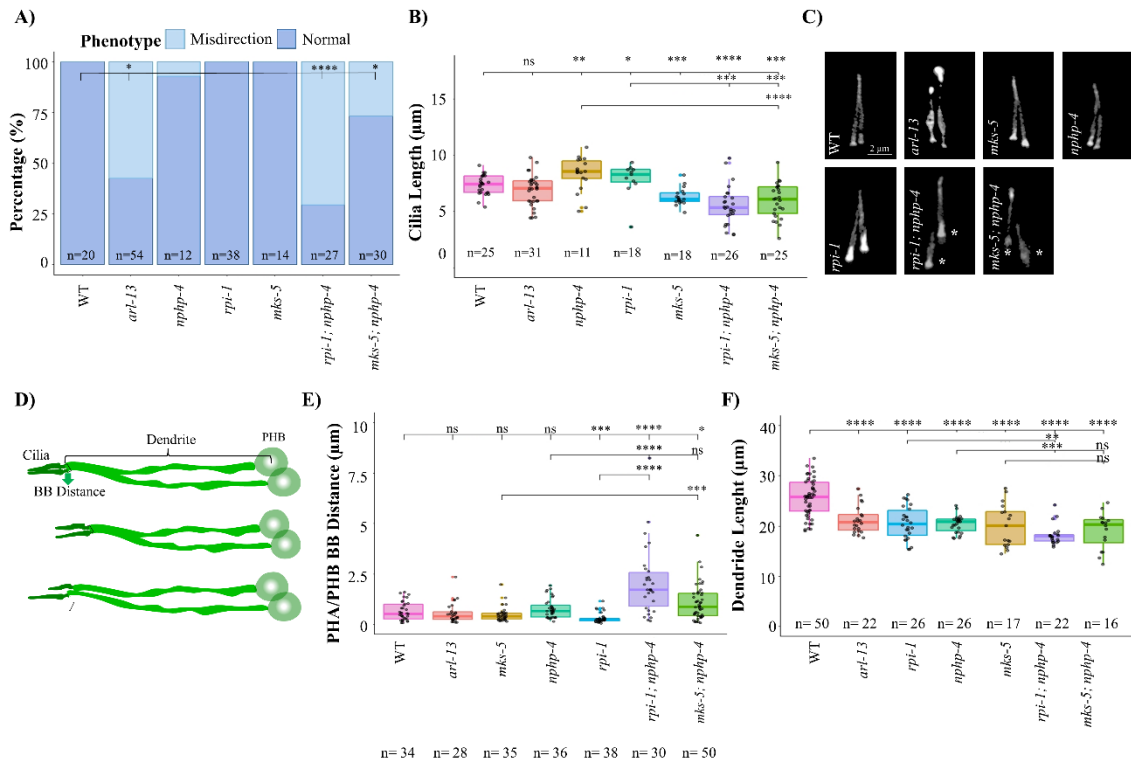 A)
Phenotype Misdirection Normal
Percentage (%)
100
75
50
25
0
* **** *
n=20 n=54 n=12 n=38 n=14 n=27 n=30
WT arl-13 nphp-4 rpi-1 mks-5 rpi-1; nphp-4 mks-5; nphp-4
B)
Cilia Length (µm)
15
10
5
0
ns ** * *** **** ***
*** ***
****
n=25 n=31 n=11 n=18 n=18 n=26 n=25
WT arl-13 nphp-4 rpi-1 mks-5 rpi-1; nphp-4 mks-5; nphp-4
C)
WT
2 µm
arl-13
mks-5
nphp-4
rpi-1
rpi-1; nphp-4
*
*
mks-5; nphp-4
*
*
D)
Dendrite PHB
Cilia
BB Distance
E)
PHA/PHB BB Distance (µm)
10
7.5
5
2.5
0
ns ns ns *** **** *
**** ns
****
***
WT arl-13 mks-5 nphp-4 rpi-1 rpi-1; nphp-4 mks-5; nphp-4
n= 34 n= 28 n= 35 n= 36 n= 38 n= 30 n= 50
F)
Dendride Lenght (µm)
40
30
20
10
0
**** **** **** **** **** ****
** ns
***
ns
n= 50 n= 22 n= 26 n= 26 n= 17 n= 22 n= 16
WT arl-13 rpi-1 nphp-4 mks-5 rpi-1; nphp-4 mks-5; nphp-4